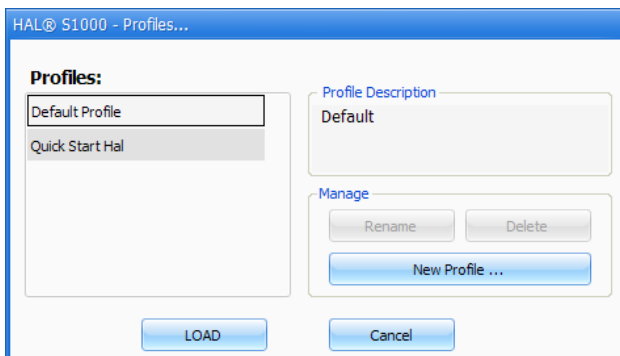 HAL® S1000 - Profiles...
Profiles:
Default Profile
Quick Start Hal
Profile Description
Default
Manage
Rename
Delete
New Profile ...
LOAD
Cancel